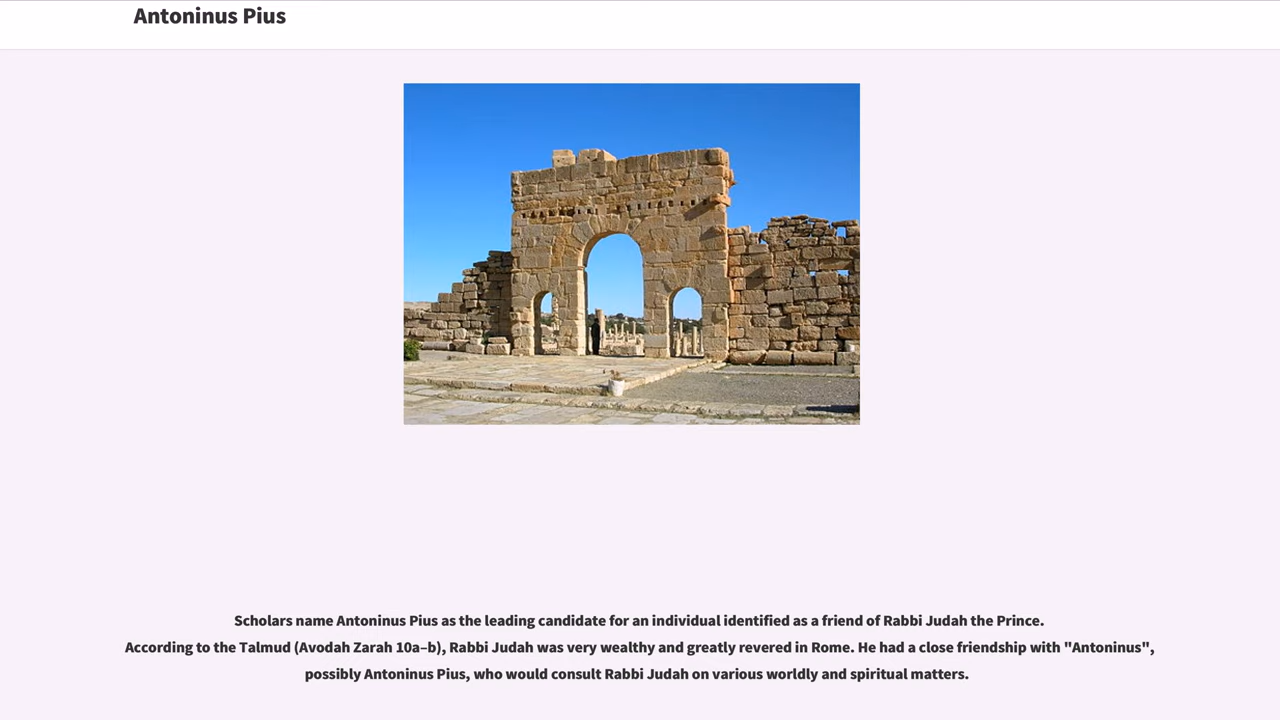 Antoninus Pius
Scholars name Antoninus Pius as the leading candidate for an individual identified as a friend of Rabbi Judah the Prince.
According to the Talmud (Avodah Zarah 10a–b), Rabbi Judah was very wealthy and greatly revered in Rome. He had a close friendship with "Antoninus",
possibly Antoninus Pius, who would consult Rabbi Judah on various worldly and spiritual matters.